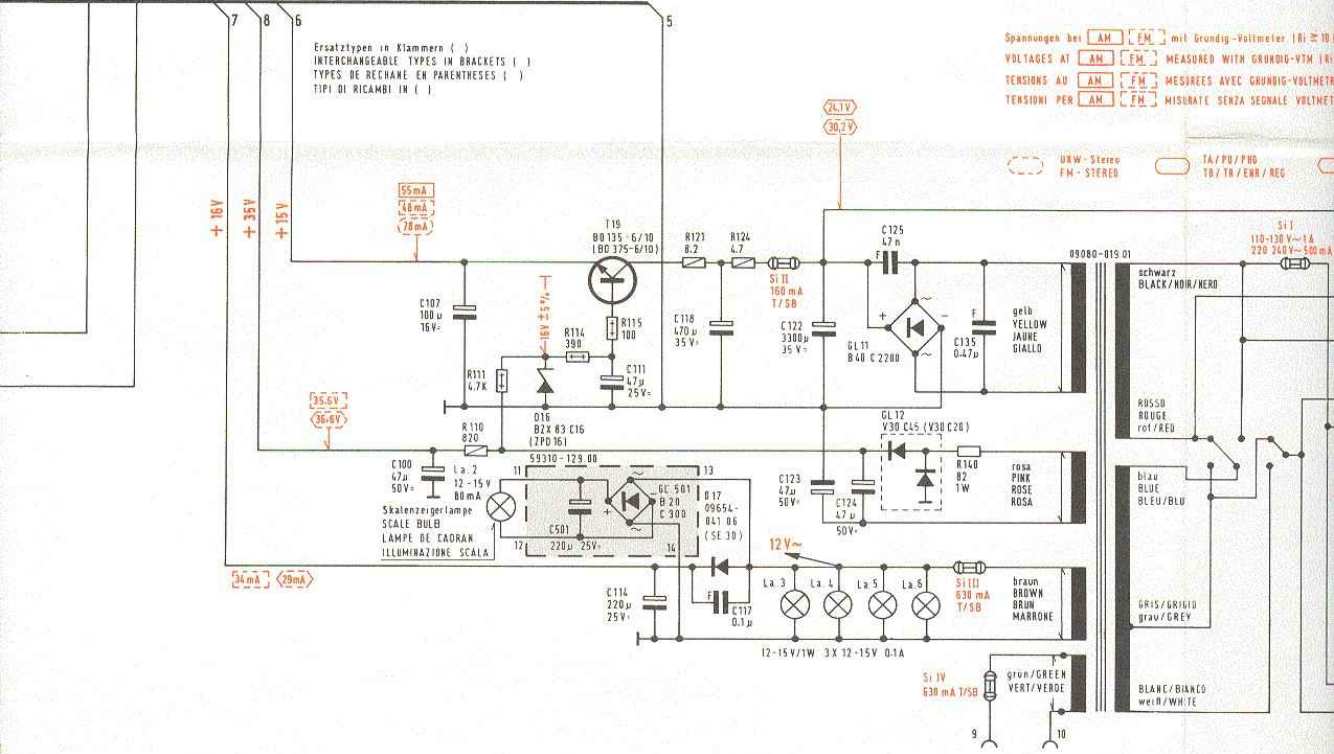 7
8
6
5
Ersatztypen in Klammern ( )
INTERCHANGEABLE TYPES IN BRACKETS ( )
TYPES DE RECHANE EN PARENTHESES ( )
TIPI DI RICAMBI IN ( )
Spannungen bei AM FM mit Grundig-Voltmeter (Ri
VOLTAGES AT AM FM MEASURED WITH GRUNDIG-VTM (Ri
TENSIONS AU AM FM MESUREES AVEC GRUNDIG-VOLTMETR
TENSIONI PER AM FM MISURATE SENZA SEGNALE VOLTMET
UKW-Stereo
FM-STEREO
TA/PU/PHO
TB/TR/ENR/REG
24,1V
30,2V
+ 16V
+ 35V
+ 15V
55mA
48mA
78mA
T19
BD 135-6/10
(BD 375-6/10)
R121
8.2
R124
4.7
Si II
160 mA
T/SB
C125
47n
F
09080-019.01
Si I
110-130 V~1A
220 240V~500mA
schwarz
BLACK/NOIR/NERO
C107
100µ
16V=
16V ± 5%
R114
390
R115
100
C118
470µ
35V=
C122
3300µ
35V=
+
~
-
~
GL11
B40 C2200
F
C135
0.47µ
gelb
YELLOW
JAUNE
GIALLO
R111
4.7K
C111
47µ
25V=
D16
BZX 83 C16
(ZPD16)
35.6V
36.6V
R110
820
GL12
V30 C45 (V30 C20)
ROSSO
ROUGE
rot/RED
C100
47µ
50V=
La.2
12-15V
80mA
59310-129.00
11
13
GL501
B20
C300
~
+
-
~
C501
220µ 25V=
12
14
D17
09654-
041 06
(SE 30)
C123
47µ
50V=
C124
47µ
50V=
R140
82
1W
rosa
PINK
ROSE
ROSA
blau
BLUE
BLEU/BLU
Skalenzeigerlampe
SCALE BULB
LAMPE DE CADRAN
ILLUMINAZIONE SCALA
12V~
34mA
29mA
C114
220µ
25V=
F
C117
0.1µ
La.3
La.4
La.5
La.6
Si III
630 mA
T/SB
braun
BROWN
BRUN
MARRONE
GRIS/GRIGIO
grau/GREY
12-15V/1W 3X 12-15V 0.1A
Si IV
630 mA T/SB
grün/GREEN
VERT/VERDE
BLANC/BIANCO
weiß/WHITE
9
10